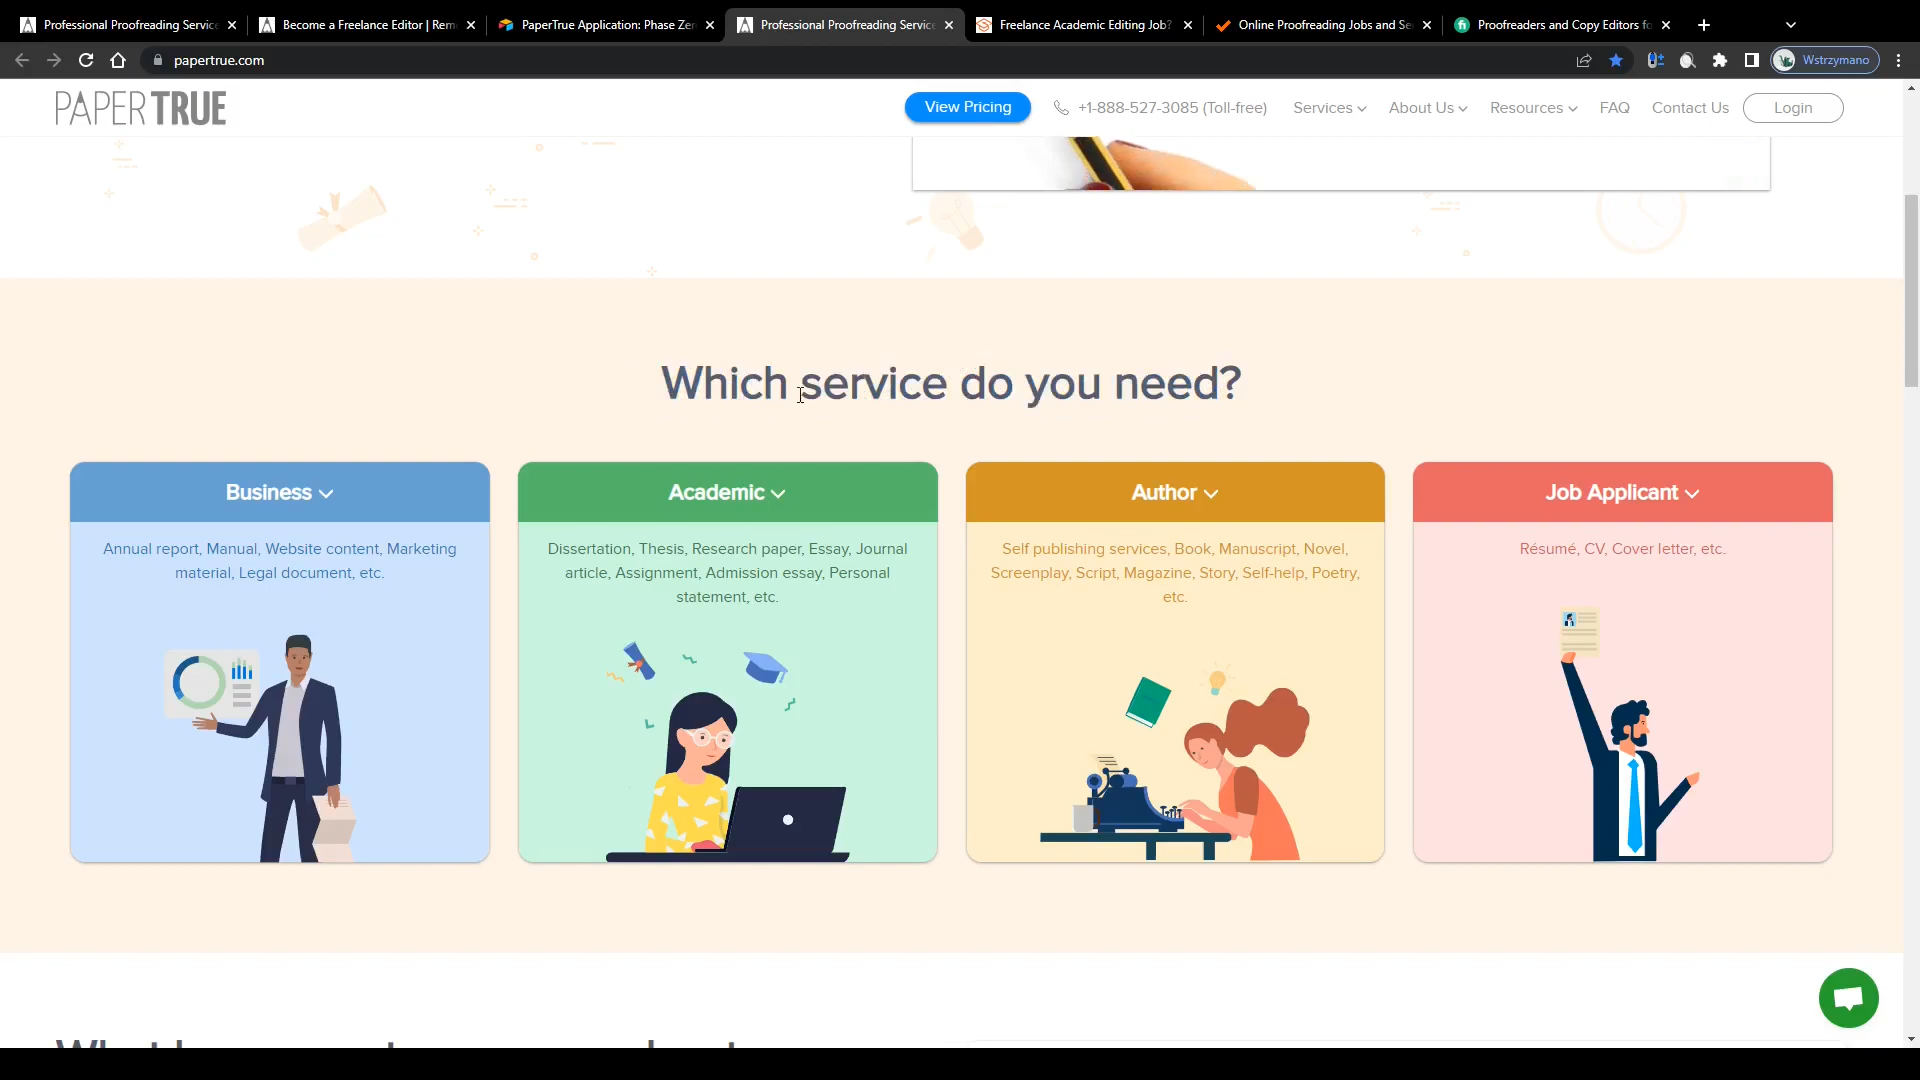 Professional Proofreading Service
Become a Freelance Editor | Rem
PaperTrue Application: Phase Zer
Professional Proofreading Service
Freelance Academic Editing Job?
Online Proofreading Jobs and Se
Proofreaders and Copy Editors fo
papertrue.com
Wstrzymano
PAPERTRUE
View Pricing
+1-888-527-3085 (Toll-free)
Services
About Us
Resources
FAQ
Contact Us
Login
Which service do you need?
Business
Annual report, Manual, Website content, Marketing
material, Legal document, etc.
Academic
Dissertation, Thesis, Research paper, Essay, Journal
article, Assignment, Admission essay, Personal
statement, etc.
Author
Self publishing services, Book, Manuscript, Novel,
Screenplay, Script, Magazine, Story, Self-help, Poetry,
etc.
Job Applicant
Résumé, CV, Cover letter, etc.